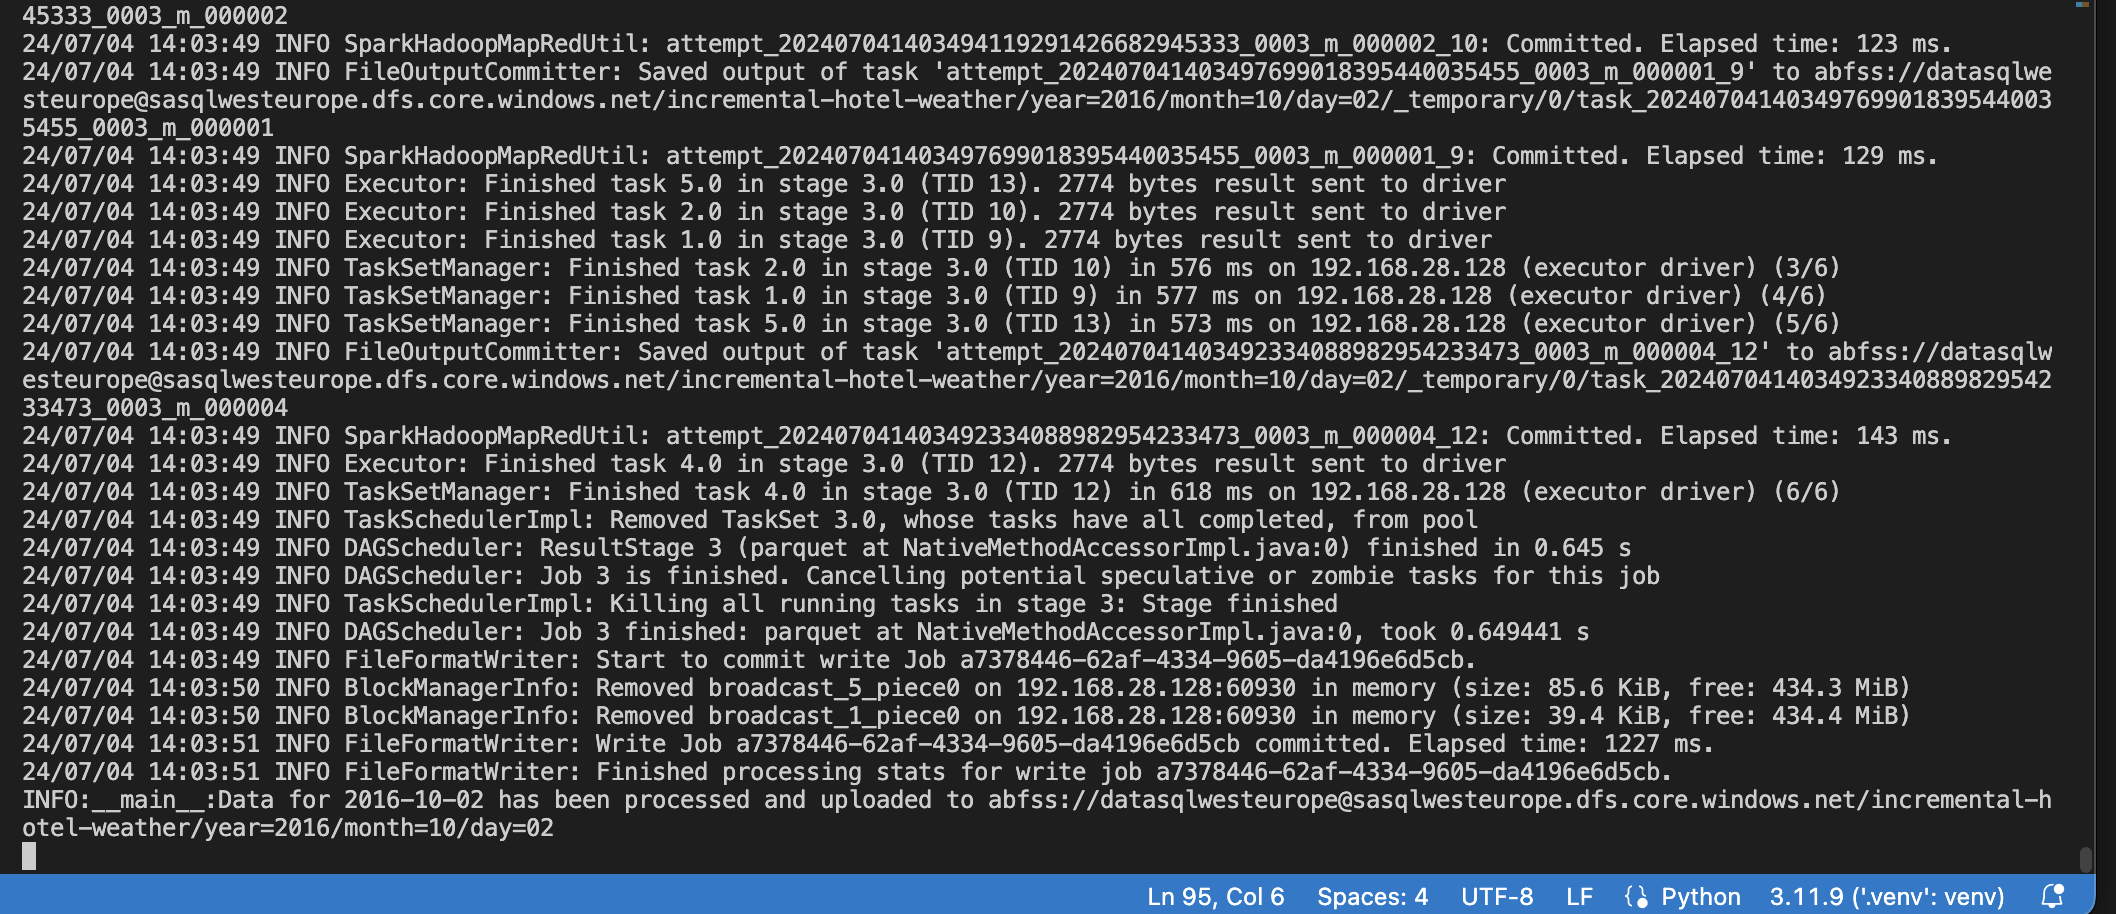 45333_0003_m_000002
24/07/04 14:03:49 INFO SparkHadoopMapRedUtil: attempt_202407041403494119291426682945333_0003_m_000002_10: Committed. Elapsed time: 123 ms.
24/07/04 14:03:49 INFO FileOutputCommitter: Saved output of task 'attempt_202407041403497699018395440035455_0003_m_000001_9' to abfss://datasqlwe
steurope@sasqlwesteurope.dfs.core.windows.net/incremental-hotel-weather/year=2016/month=10/day=02/_temporary/0/task_20240704140349769901839544003
5455_0003_m_000001
24/07/04 14:03:49 INFO SparkHadoopMapRedUtil: attempt_202407041403497699018395440035455_0003_m_000001_9: Committed. Elapsed time: 129 ms.
24/07/04 14:03:49 INFO Executor: Finished task 5.0 in stage 3.0 (TID 13). 2774 bytes result sent to driver
24/07/04 14:03:49 INFO Executor: Finished task 2.0 in stage 3.0 (TID 10). 2774 bytes result sent to driver
24/07/04 14:03:49 INFO Executor: Finished task 1.0 in stage 3.0 (TID 9). 2774 bytes result sent to driver
24/07/04 14:03:49 INFO TaskSetManager: Finished task 2.0 in stage 3.0 (TID 10) in 576 ms on 192.168.28.128 (executor driver) (3/6)
24/07/04 14:03:49 INFO TaskSetManager: Finished task 1.0 in stage 3.0 (TID 9) in 577 ms on 192.168.28.128 (executor driver) (4/6)
24/07/04 14:03:49 INFO TaskSetManager: Finished task 5.0 in stage 3.0 (TID 13) in 573 ms on 192.168.28.128 (executor driver) (5/6)
24/07/04 14:03:49 INFO FileOutputCommitter: Saved output of task 'attempt_202407041403492334088982954233473_0003_m_000004_12' to abfss://datasqlw
esteurope@sasqlwesteurope.dfs.core.windows.net/incremental-hotel-weather/year=2016/month=10/day=02/_temporary/0/task_2024070414034923340889829542
33473_0003_m_000004
24/07/04 14:03:49 INFO SparkHadoopMapRedUtil: attempt_202407041403492334088982954233473_0003_m_000004_12: Committed. Elapsed time: 143 ms.
24/07/04 14:03:49 INFO Executor: Finished task 4.0 in stage 3.0 (TID 12). 2774 bytes result sent to driver
24/07/04 14:03:49 INFO TaskSetManager: Finished task 4.0 in stage 3.0 (TID 12) in 618 ms on 192.168.28.128 (executor driver) (6/6)
24/07/04 14:03:49 INFO TaskSchedulerImpl: Removed TaskSet 3.0, whose tasks have all completed, from pool
24/07/04 14:03:49 INFO DAGScheduler: ResultStage 3 (parquet at NativeMethodAccessorImpl.java:0) finished in 0.645 s
24/07/04 14:03:49 INFO DAGScheduler: Job 3 is finished. Cancelling potential speculative or zombie tasks for this job
24/07/04 14:03:49 INFO TaskSchedulerImpl: Killing all running tasks in stage 3: Stage finished
24/07/04 14:03:49 INFO DAGScheduler: Job 3 finished: parquet at NativeMethodAccessorImpl.java:0, took 0.649441 s
24/07/04 14:03:49 INFO FileFormatWriter: Start to commit write Job a7378446-62af-4334-9605-da4196e6d5cb.
24/07/04 14:03:50 INFO BlockManagerInfo: Removed broadcast_5_piece0 on 192.168.28.128:60930 in memory (size: 85.6 KiB, free: 434.3 MiB)
24/07/04 14:03:50 INFO BlockManagerInfo: Removed broadcast_1_piece0 on 192.168.28.128:60930 in memory (size: 39.4 KiB, free: 434.4 MiB)
24/07/04 14:03:51 INFO FileFormatWriter: Write Job a7378446-62af-4334-9605-da4196e6d5cb committed. Elapsed time: 1227 ms.
24/07/04 14:03:51 INFO FileFormatWriter: Finished processing stats for write job a7378446-62af-4334-9605-da4196e6d5cb.
INFO:__main__:Data for 2016-10-02 has been processed and uploaded to abfss://datasqlwesteurope@sasqlwesteurope.dfs.core.windows.net/incremental-h
otel-weather/year=2016/month=10/day=02
Ln 95, Col 6 Spaces: 4 UTF-8 LF Python 3.11.9 ('.venv': venv)